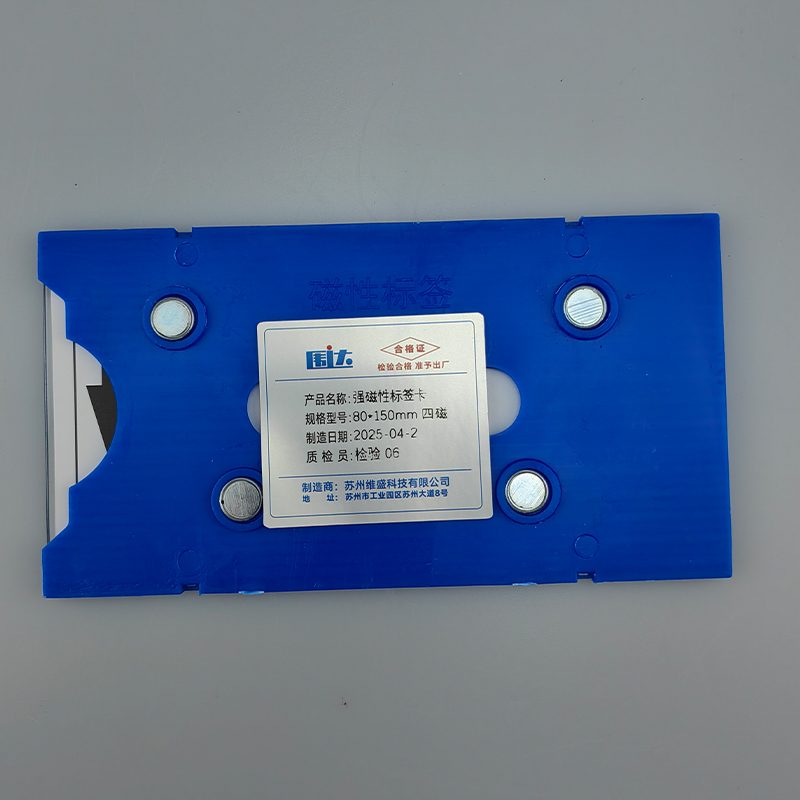 磁性标签
围达
合格证
检验合格 准予出厂
产品名称:强磁性标签卡
规格型号:80*150mm 四磁
制造日期:2025-04-2
质 检 员:检验 06
制造商:苏州维盛科技有限公司
地 址:苏州市工业园区苏州大道8号